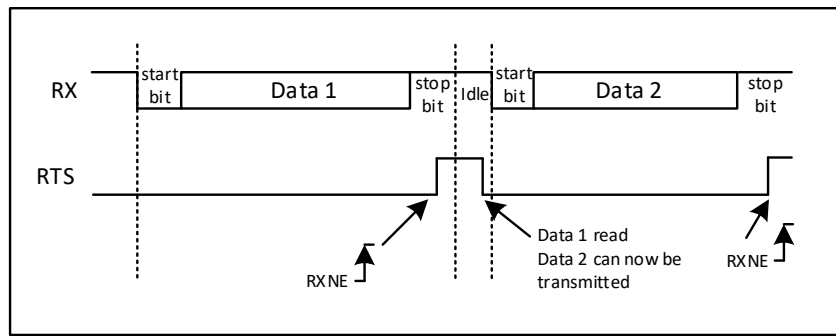 RX
start
bit
Data 1
stop
bit
Idle
start
bit
Data 2
stop
bit
RTS
RXNE
Data 1 read
Data 2 can now be
transmitted
RXNE